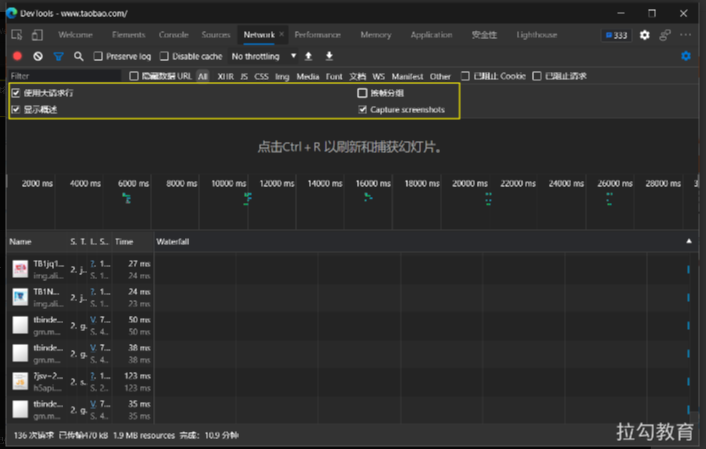 DevTools - www.taobao.com/
Welcome Elements Console Sources Network Performance Memory Application 安全性 Lighthouse 333
Preserve log Disable cache No throttling
Filter 隐藏数据 URL All XHR JS CSS Img Media Font 文档 WS Manifest Other 已阻止 Cookie 已阻止请求
使用大请求行 按帧分组
显示概述 Capture screenshots
点击Ctrl + R 以刷新和捕获幻灯片。
2000 ms 4000 ms 6000 ms 8000 ms 10000 ms 12000 ms 14000 ms 16000 ms 18000 ms 20000 ms 22000 ms 24000 ms 26000 ms 28000 ms 3
Name S. T. I.. S... Time Waterfall
TB1jq1... 2. j. ?. 1... 27 ms
img.ali... S. 1... 24 ms
TB1N... 2. j. ?. 1... 24 ms
img.ali... S. 1... 23 ms
tbinde... 2. g. V. 7... 50 ms
gm.m... S. 4... 50 ms
tbinde... 2. g. V. 7... 38 ms
gm.m... S. 4... 38 ms
7jsv-2... 2. s. ?. 1... 123 ms
h5api.... S. 2... 123 ms
tbinde... 2. g. V. 7... 35 ms
gm.m... S. 4... 35 ms
136 次请求 已传输470 kB 1.9 MB resources 完成: 10.9 分钟
拉勾教育